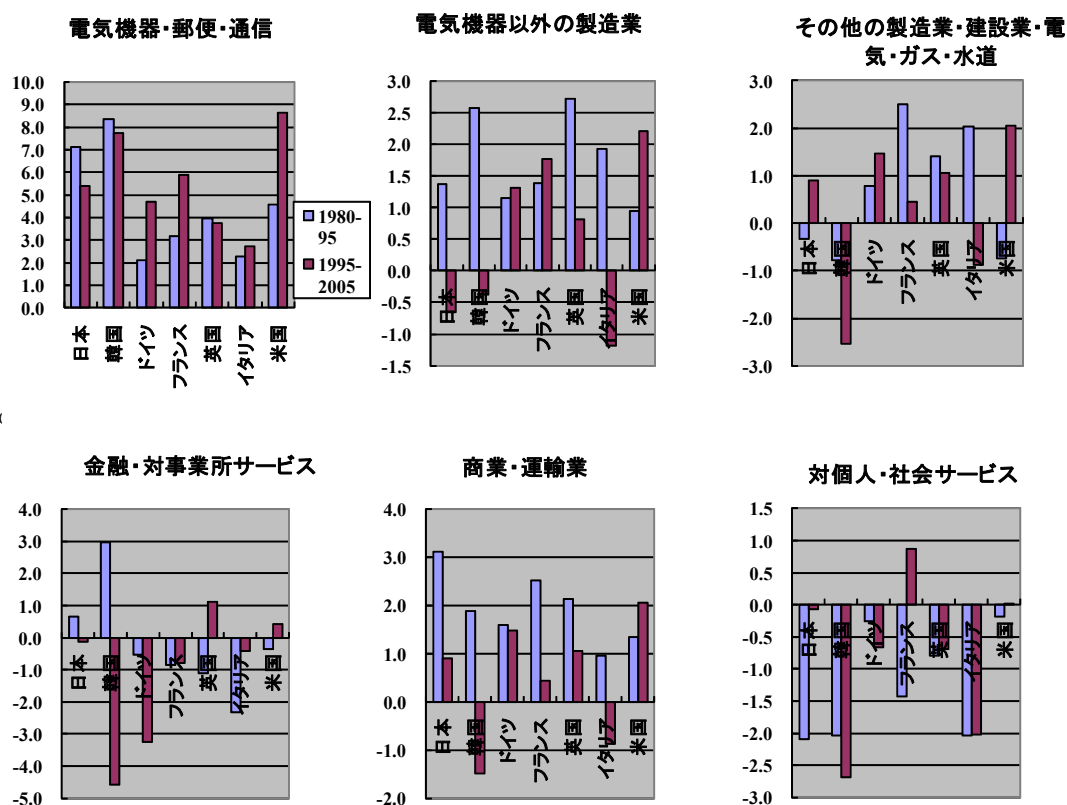 電気機器・郵便・通信
10.0
9.0
8.0
7.0
6.0
5.0
4.0
3.0
2.0
1.0
0.0
日本
韓国
ドイツ
フランス
英国
イタリア
米国
1980-
95
1995-
2005
電気機器以外の製造業
3.0
2.5
2.0
1.5
1.0
0.5
0.0
-0.5
-1.0
-1.5
日本
韓国
ドイツ
フランス
英国
イタリア
米国
その他の製造業・建設業・電
気・ガス・水道
3.0
2.0
1.0
0.0
-1.0
-2.0
-3.0
日本
韓国
ドイツ
フランス
英国
イタリア
米国
金融・対事業所サービス
4.0
3.0
2.0
1.0
0.0
-1.0
-2.0
-3.0
-4.0
-5.0
日本
韓国
ドイツ
フランス
英国
イタリア
米国
商業・運輸業
4.0
3.0
2.0
1.0
0.0
-1.0
-2.0
日本
韓国
ドイツ
フランス
英国
イタリア
米国
対個人・社会サービス
1.5
1.0
0.5
0.0
-0.5
-1.0
-1.5
-2.0
-2.5
-3.0
日本
韓国
ドイツ
フランス
英国
イタリア
米国